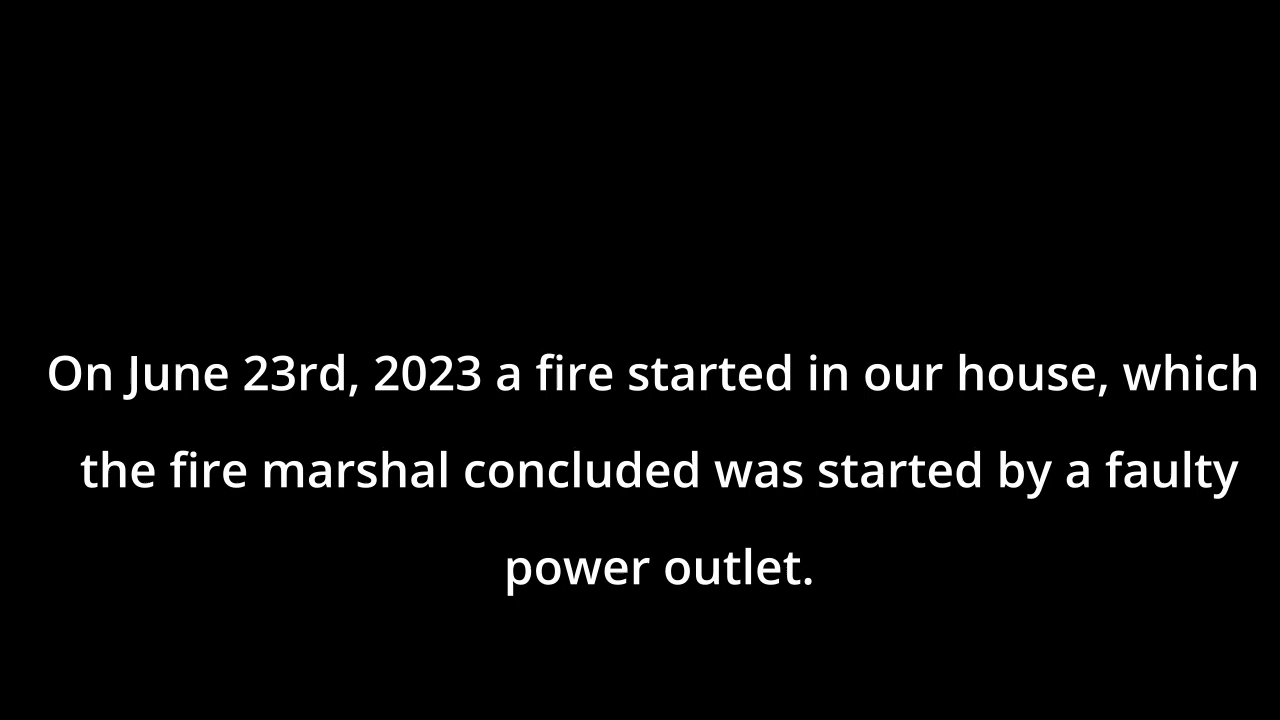 On June 23rd, 2023 a fire started in our house, which
the fire marshal concluded was started by a faulty
power outlet.